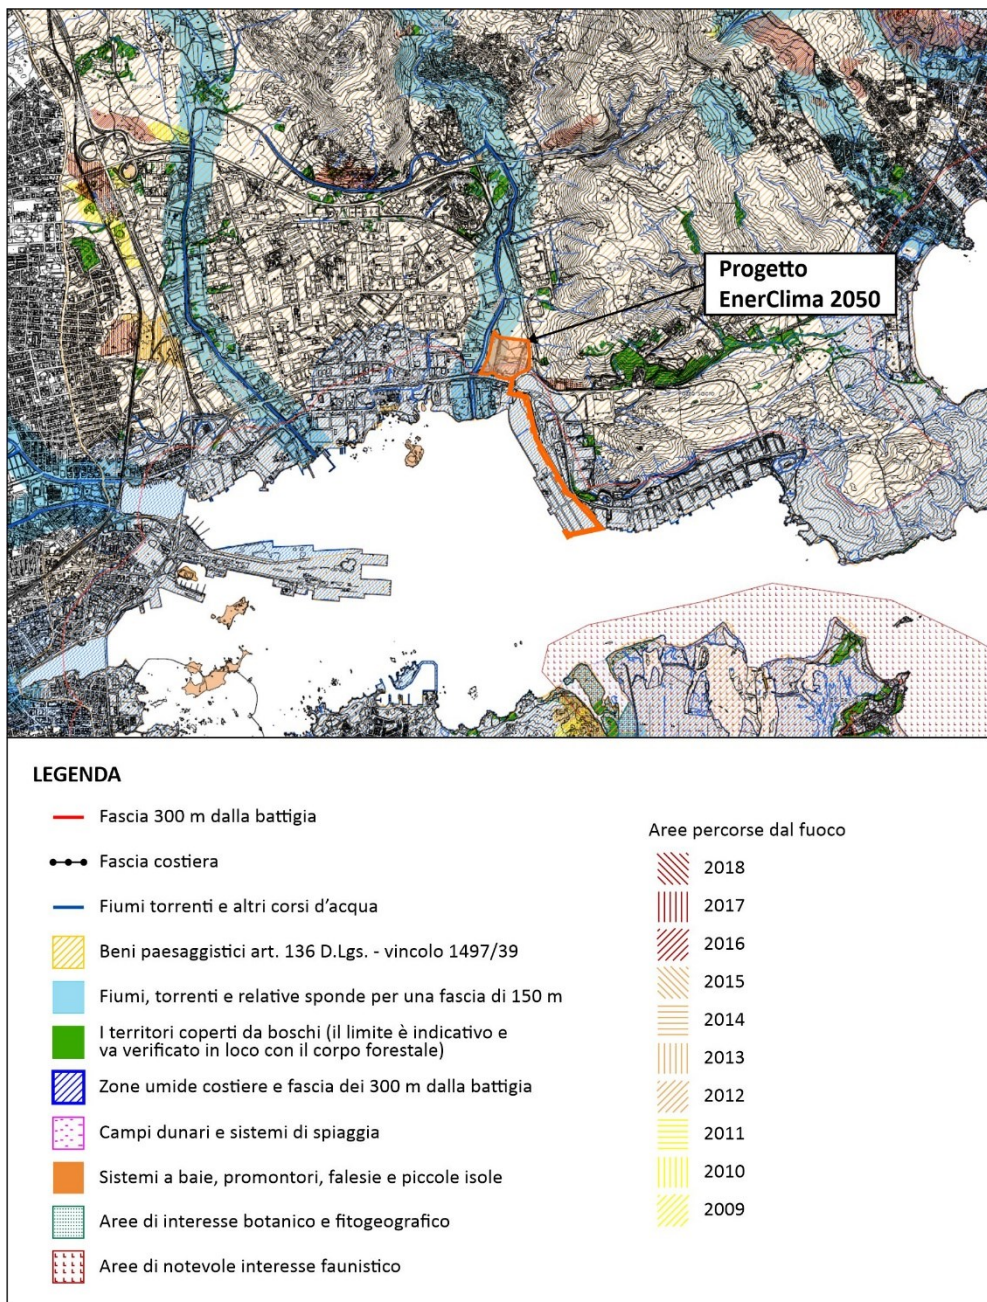 Progetto
EnerClima 2050
LEGENDA
Fascia 300 m dalla battigia
Fascia costiera
Fiumi torrenti e altri corsi d'acqua
Beni paesaggistici art. 136 D.Lgs. - vincolo 1497/39
Fiumi, torrenti e relative sponde per una fascia di 150 m
I territori coperti da boschi (il limite è indicativo e
va verificato in loco con il corpo forestale)
Zone umide costiere e fascia dei 300 m dalla battigia
Campi dunari e sistemi di spiaggia
Sistemi a baie, promontori, falesie e piccole isole
Aree di interesse botanico e fitogeografico
Aree di notevole interesse faunistico
Aree percorse dal fuoco
2018
2017
2016
2015
2014
2013
2012
2011
2010
2009